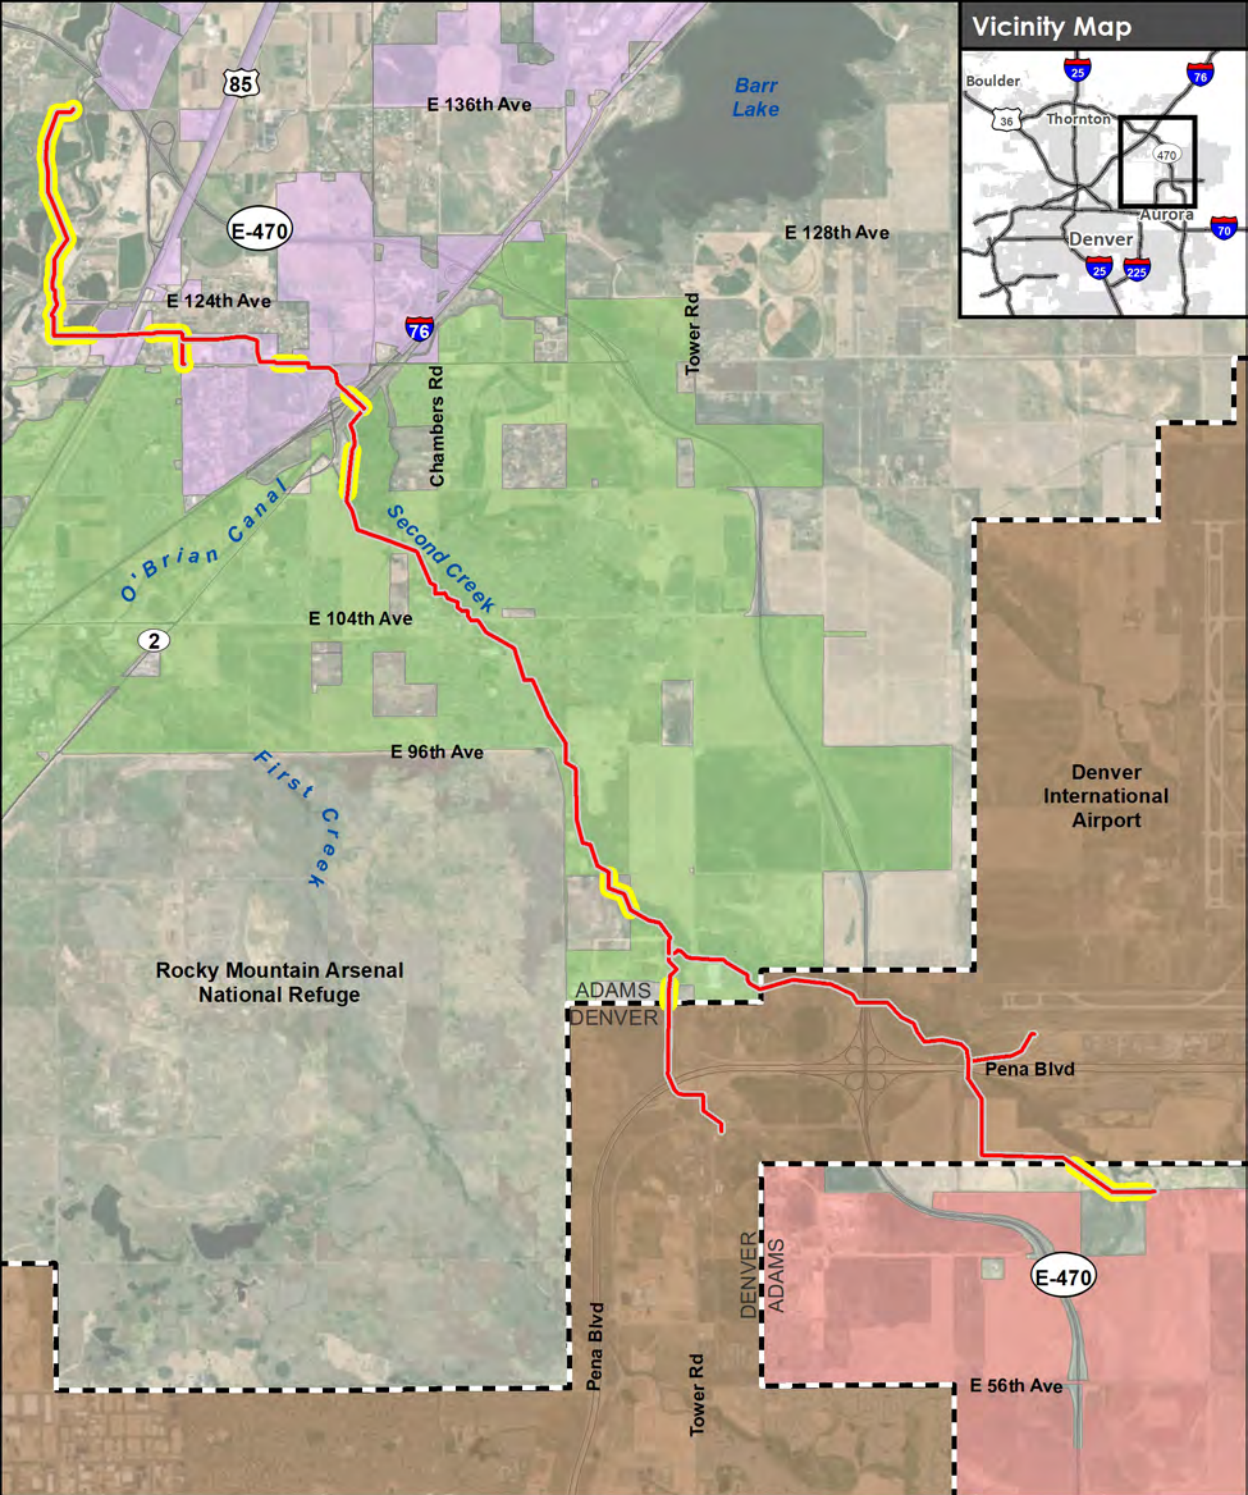 Vicinity Map
Boulder
25
76
36
Thornton
470
Aurora
Denver
70
25
225
85
E 136th Ave
Barr
Lake
E-470
E 128th Ave
E 124th Ave
76
Tower Rd
Chambers Rd
O'Brian Canal
Second Creek
E 104th Ave
2
E 96th Ave
First Creek
Denver
International
Airport
Rocky Mountain Arsenal
National Refuge
ADAMS
DENVER
Pena Blvd
DENVER
ADAMS
E-470
Pena Blvd
Tower Rd
E 56th Ave